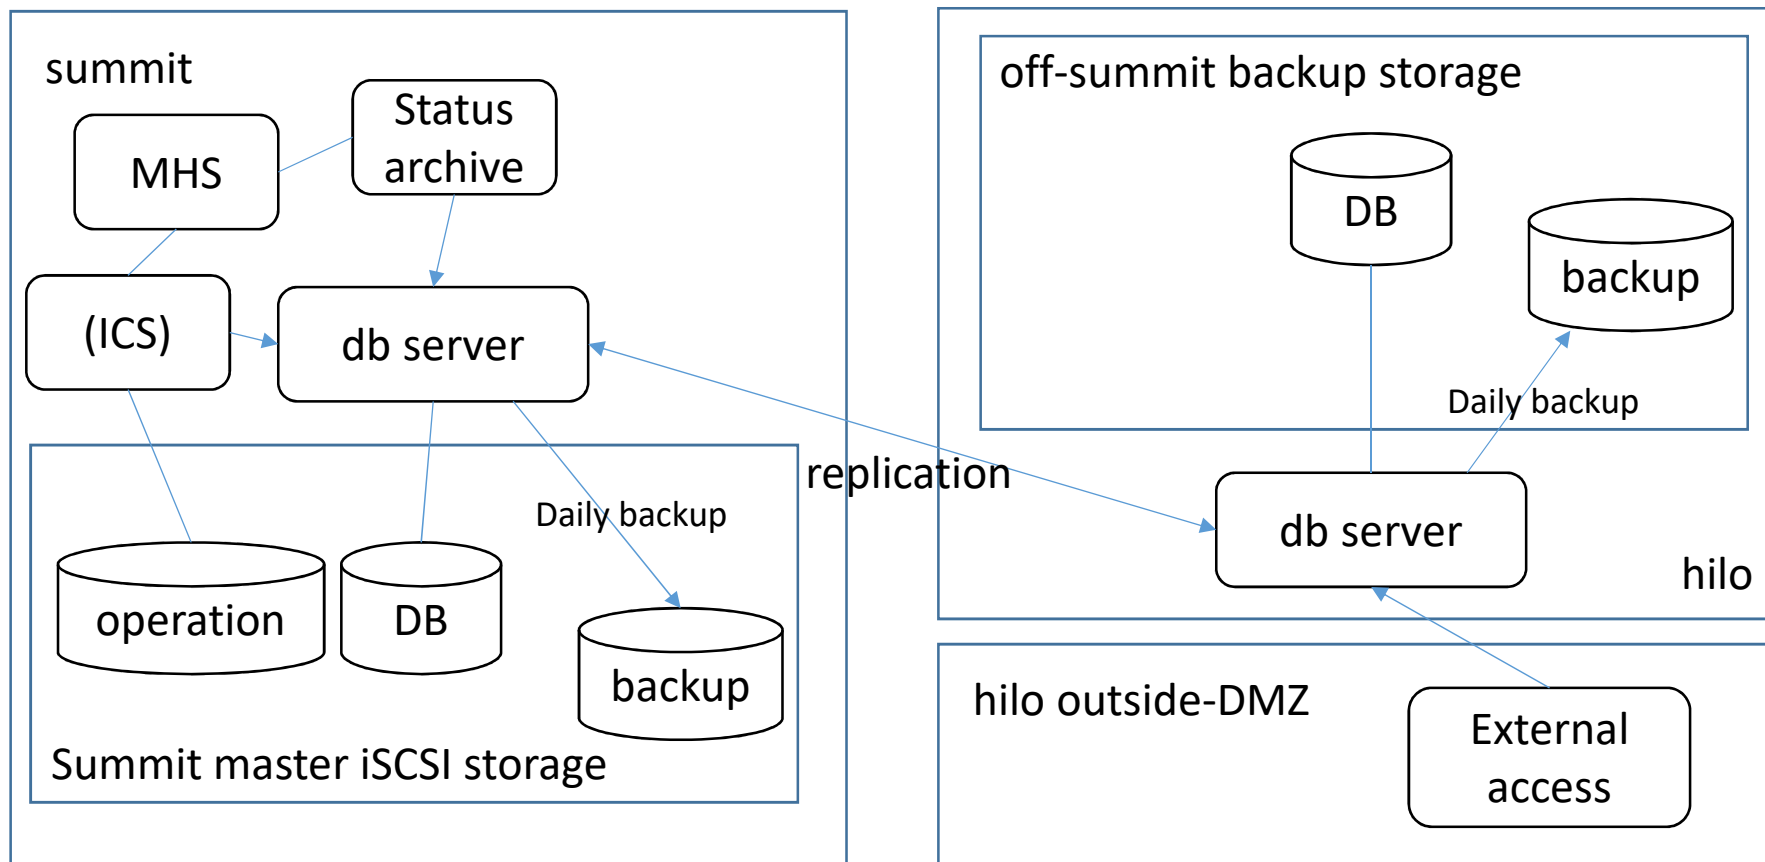 summit
Status
archive
MHS
(ICS)
db server
replication
Daily backup
operation
DB
backup
Summit master iSCSI storage
off-summit backup storage
DB
backup
Daily backup
db server
hilo
hilo outside-DMZ
External
access